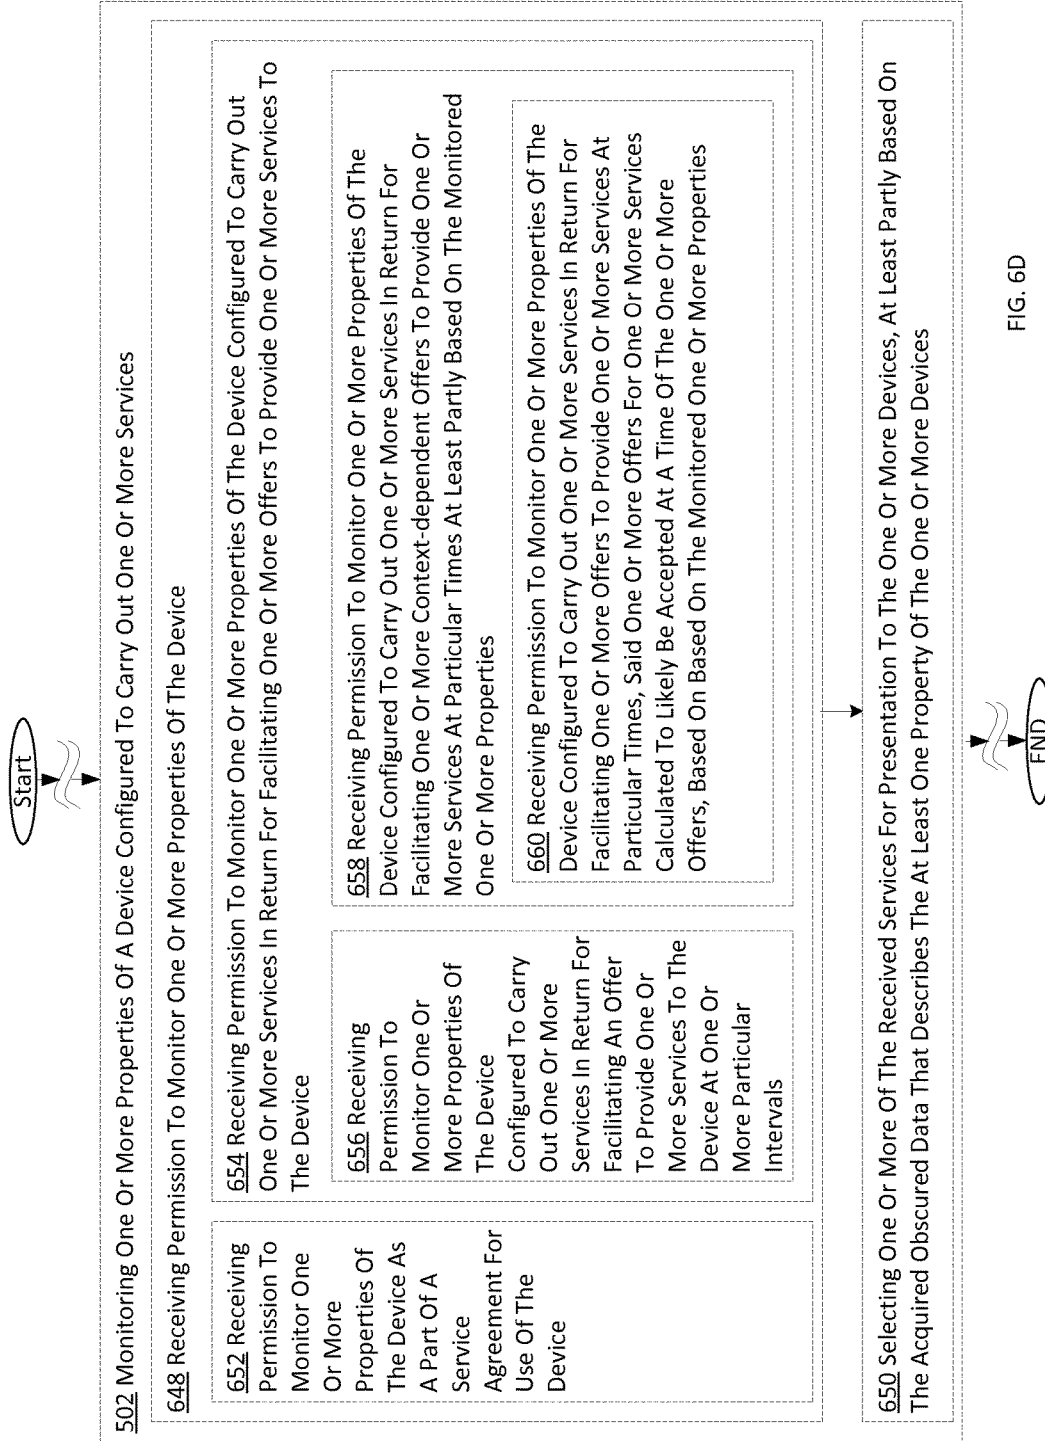 Start
502 Monitoring One Or More Properties Of A Device Configured To Carry Out One Or More Services
648 Receiving Permission To Monitor One Or More Properties Of The Device
652 Receiving
Permission To
Monitor One
Or More
Properties Of
The Device As
A Part Of A
Service
Agreement For
Use Of The
Device
654 Receiving Permission To Monitor One Or More Properties Of The Device Configured To Carry Out
One Or More Services In Return For Facilitating One Or More Offers To Provide One Or More Services To
The Device
656 Receiving
Permission To
Monitor One Or
More Properties Of
The Device
Configured To Carry
Out One Or More
Services In Return For
Facilitating An Offer
To Provide One Or
More Services To The
Device At One Or
More Particular
Intervals
658 Receiving Permission To Monitor One Or More Properties Of The
Device Configured To Carry Out One Or More Services In Return For
Facilitating One Or More Context-dependent Offers To Provide One Or
More Services At Particular Times At Least Partly Based On The Monitored
One Or More Properties
660 Receiving Permission To Monitor One Or More Properties Of The
Device Configured To Carry Out One Or More Services In Return For
Facilitating One Or More Offers To Provide One Or More Services At
Particular Times, Said One Or More Offers For One Or More Services
Calculated To Likely Be Accepted At A Time Of The One Or More
Offers, Based On Based On The Monitored One Or More Properties
650 Selecting One Or More Of The Received Services For Presentation To The One Or More Devices, At Least Partly Based On
The Acquired Obscured Data That Describes The At Least One Property Of The One Or More Devices
END
FIG. 6D